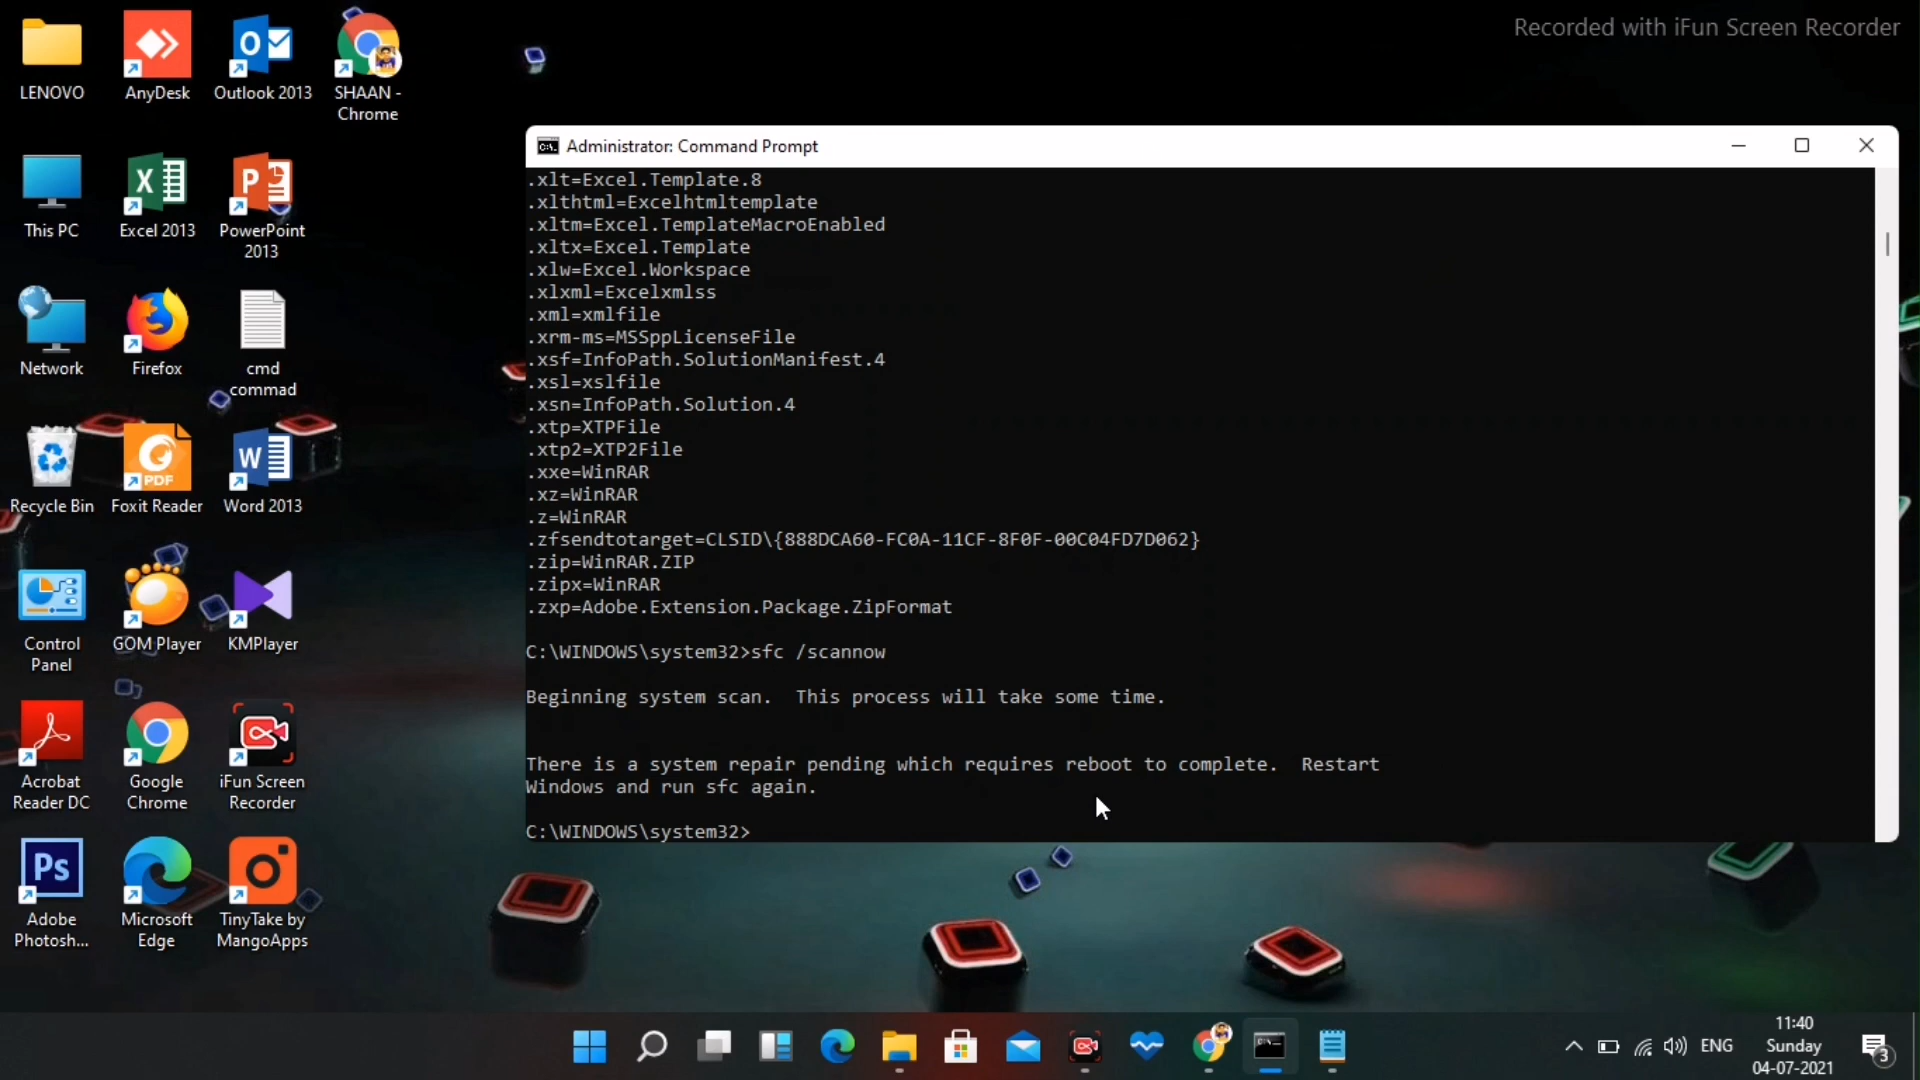 Recorded with iFun Screen Recorder
LENOVO
AnyDesk
Outlook 2013
SHAAN -
Chrome
This PC
Excel 2013
PowerPoint
2013
Network
Firefox
cmd
commad
Recycle Bin
Foxit Reader
PDF
Word 2013
Control
Panel
GOM Player
KMPlayer
Acrobat
Reader DC
Google
Chrome
iFun Screen
Recorder
Ps
Adobe
Photosh...
Microsoft
Edge
TinyTake by
MangoApps
Administrator: Command Prompt
.xlt=Excel.Template.8
.xlthtml=Excelhtmltemplate
.xltm=Excel.TemplateMacroEnabled
.xltx=Excel.Template
.xlw=Excel.Workspace
.xlxml=Excelxmlss
.xml=xmlfile
.xrm-ms=MSSppLicenseFile
.xsf=InfoPath.SolutionManifest.4
.xsl=xslfile
.xsn=InfoPath.Solution.4
.xtp=XTPFile
.xtp2=XTP2File
.xxe=WinRAR
.xz=WinRAR
.z=WinRAR
.zfsendtotarget=CLSID\{888DCA60-FC0A-11CF-8F0F-00C04FD7D062}
.zip=WinRAR.ZIP
.zipx=WinRAR
.zxp=Adobe.Extension.Package.ZipFormat
C:\WINDOWS\system32>sfc /scannow
Beginning system scan.  This process will take some time.
There is a system repair pending which requires reboot to complete.  Restart
Windows and run sfc again.
C:\WINDOWS\system32>
ENG
11:40
Sunday
04-07-2021
3